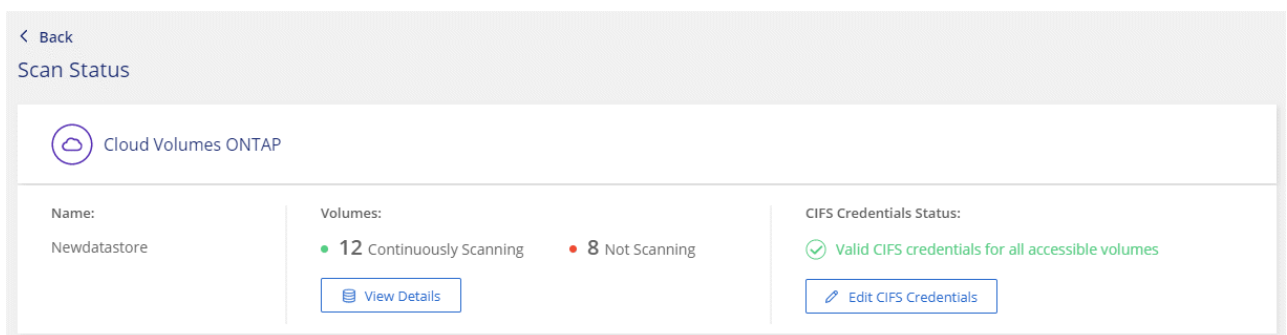 Back
Scan Status
Cloud Volumes ONTAP
Name:
Newdatastore
Volumes:
12 Continuously Scanning
8 Not Scanning
View Details
CIFS Credentials Status:
Valid CIFS credentials for all accessible volumes
Edit CIFS Credentials